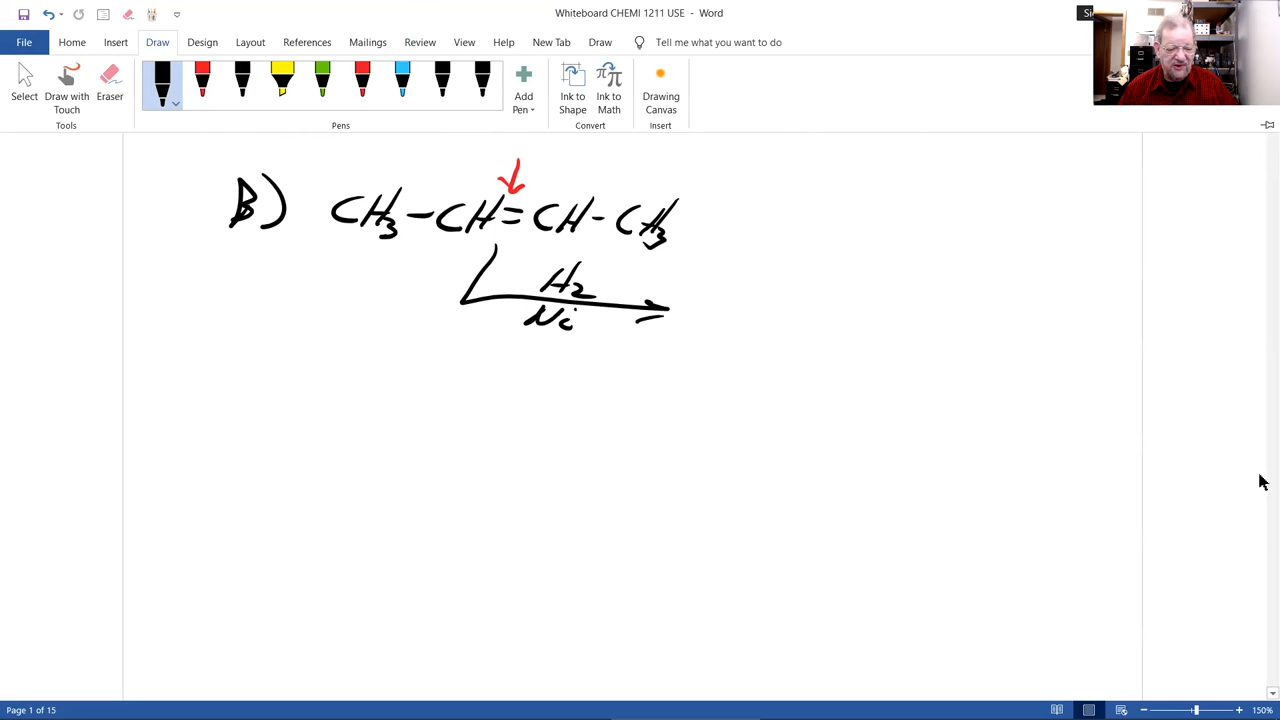 Whiteboard CHEMI 1211 USE - Word
File Home Insert Draw Design Layout References Mailings Review View Help New Tab Draw Tell me what you want to do
Select Draw with Touch Eraser Add Pen Ink to Shape Ink to Math Drawing Canvas
Tools Pens Convert Insert
B) CH₃-CH=CH-CH₃
H₂
Ni
Page 1 of 15 150%